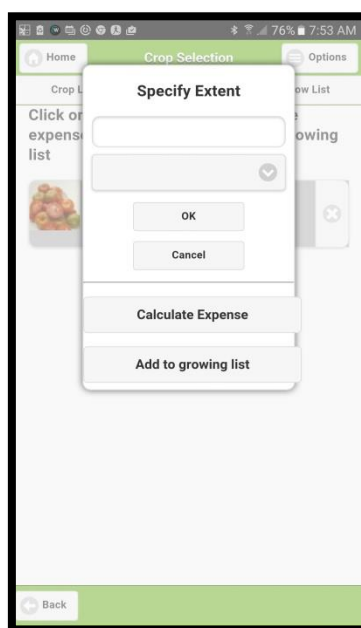 76% 7:53 AM
Home Crop Selection Options
Crop L ow List
Specify Extent
Click or
expense owing
list
OK
Cancel
Calculate Expense
Add to growing list
Back